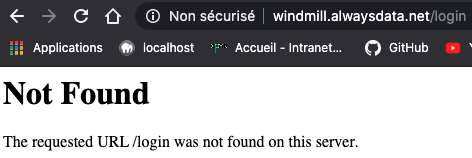 Non sécurisé | windmill.alwaysdata.net/login
Applications localhost Accueil - Intranet... GitHub
Not Found
The requested URL /login was not found on this server.